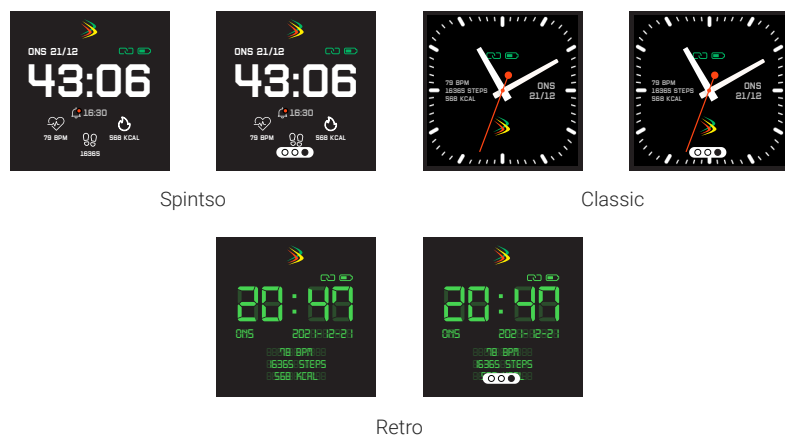 ONS 21/12
43:06
16:30
79 BPM
568 KCAL
16365
ONS 21/12
43:06
16:30
79 BPM
568 KCAL
16365 STEPS
79 BPM
16365 STEPS
568 KCAL
ONS
21/12
79 BPM
16365 STEPS
568 KCAL
ONS
21/12
Spintso
Classic
20:47
ONS 2021-12-21
78 BPM
16365 STEPS
568 KCAL
20:47
ONS 2021-12-21
78 BPM
16365 STEPS
568 KCAL
Retro